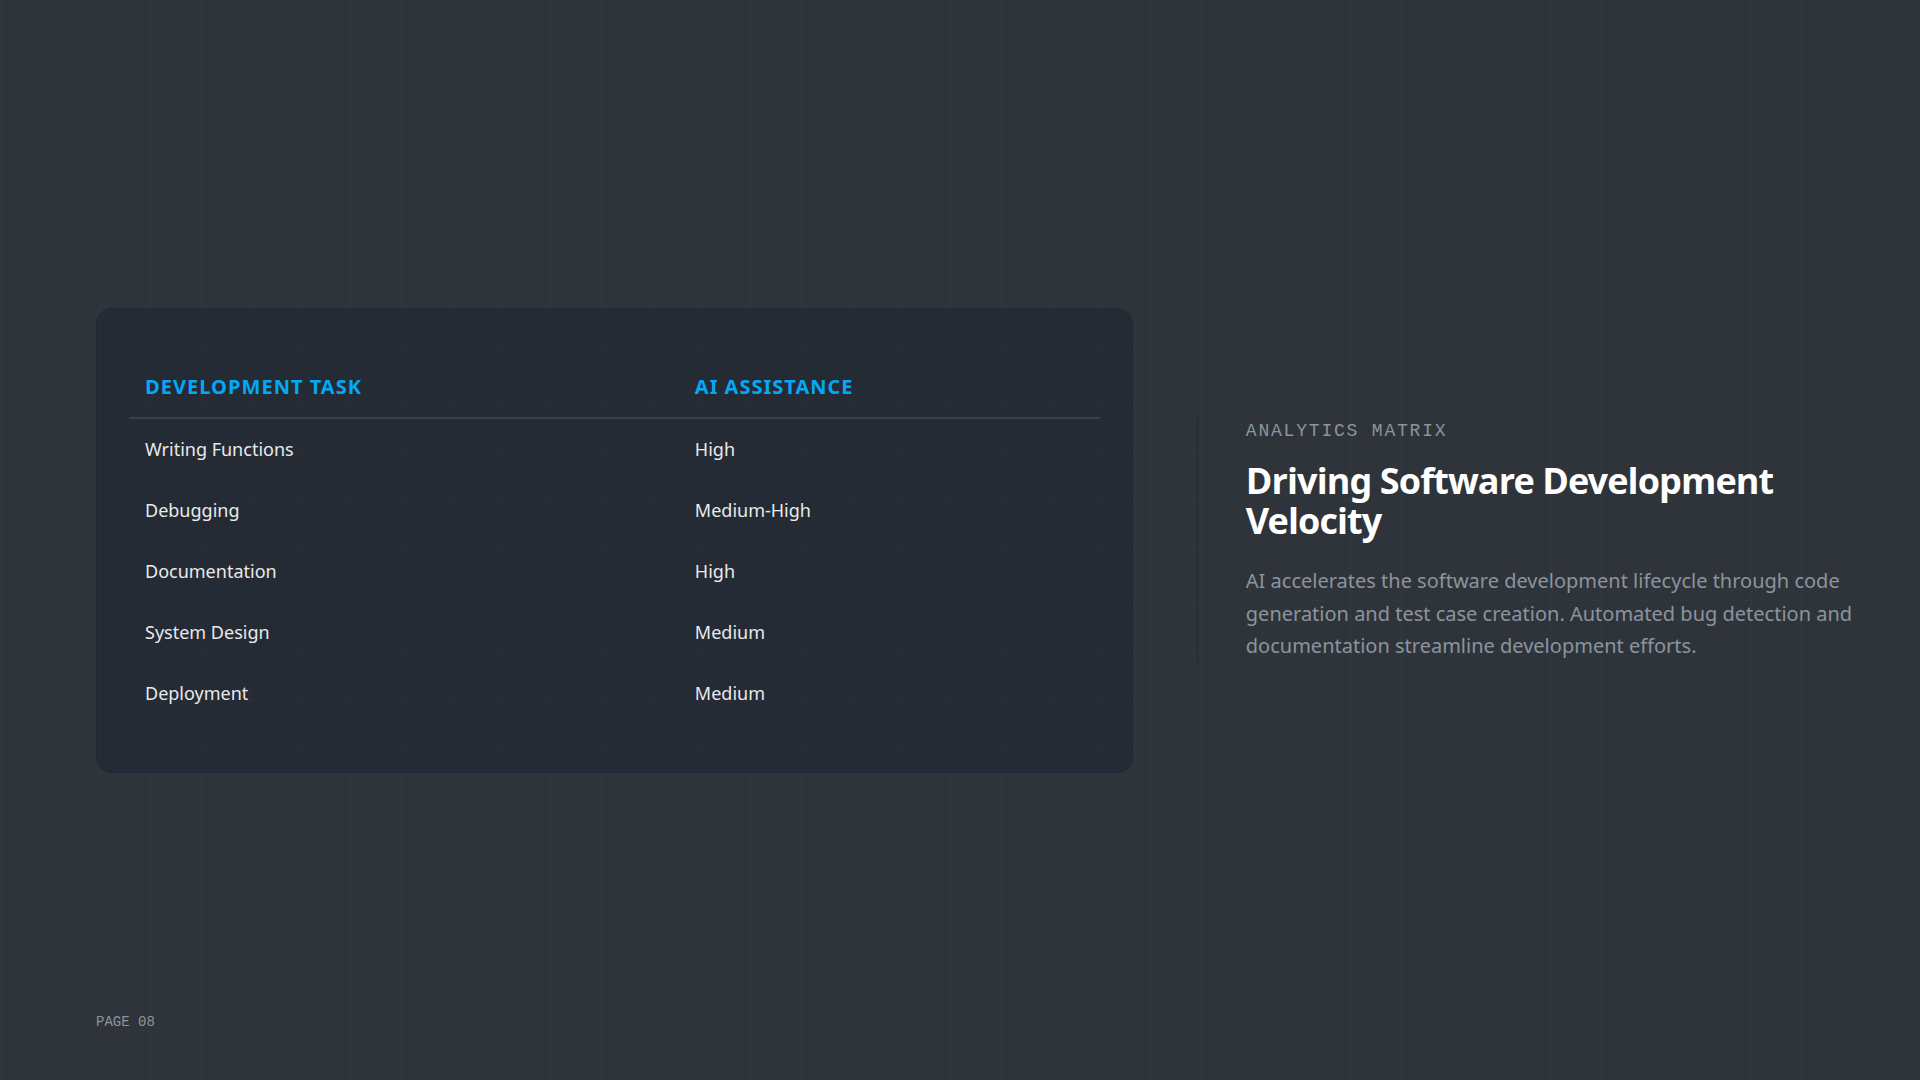 DEVELOPMENT TASK AI ASSISTANCE
Writing Functions High
Debugging Medium-High
Documentation High
System Design Medium
Deployment Medium
ANALYTICS MATRIX
Driving Software Development
Velocity
AI accelerates the software development lifecycle through code
generation and test case creation. Automated bug detection and
documentation streamline development efforts.
PAGE 08